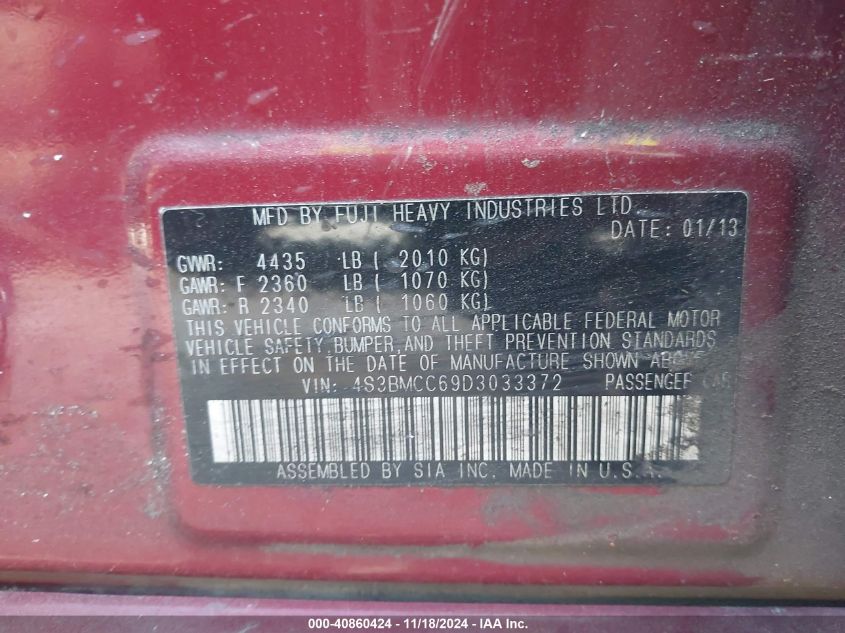 MFD BY FUJI HEAVY INDUSTRIES LTD.
DATE: 01/13
GVWR: 4435 LB ( 2010 KG)
GAWR: F 2360 LB ( 1070 KG)
GAWR: R 2340 LB ( 1060 KG)
THIS VEHICLE CONFORMS TO ALL APPLICABLE FEDERAL MOTOR
VEHICLE SAFETY, BUMPER, AND THEFT PREVENTION STANDARDS
IN EFFECT ON THE DATE OF MANUFACTURE SHOWN ABOVE
VIN: 4S3BMCC69D3033372 PASSENGER CAR
ASSEMBLED BY SIA INC. MADE IN U.S.A.
000-40860424 - 11/18/2024 - IAA Inc.